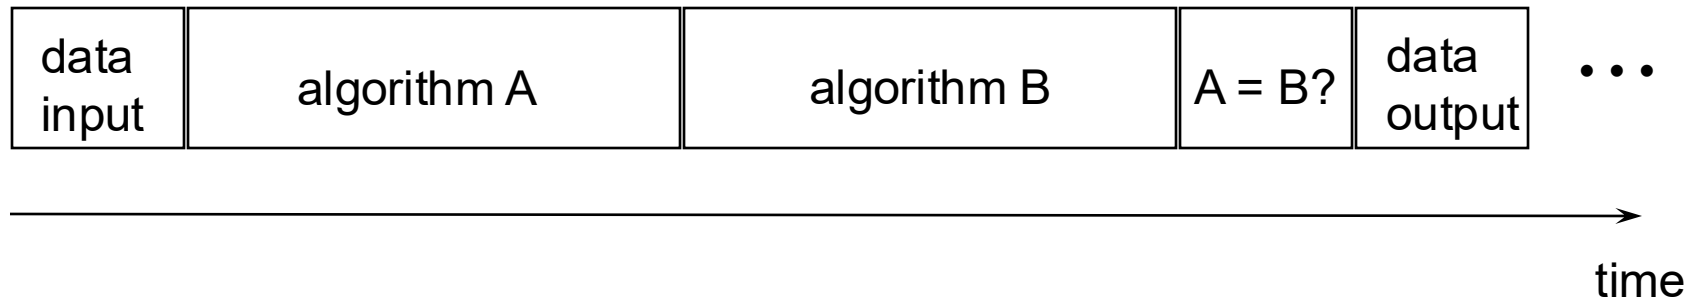 data
input
algorithm A
algorithm B
A = B?
data
output
...
time